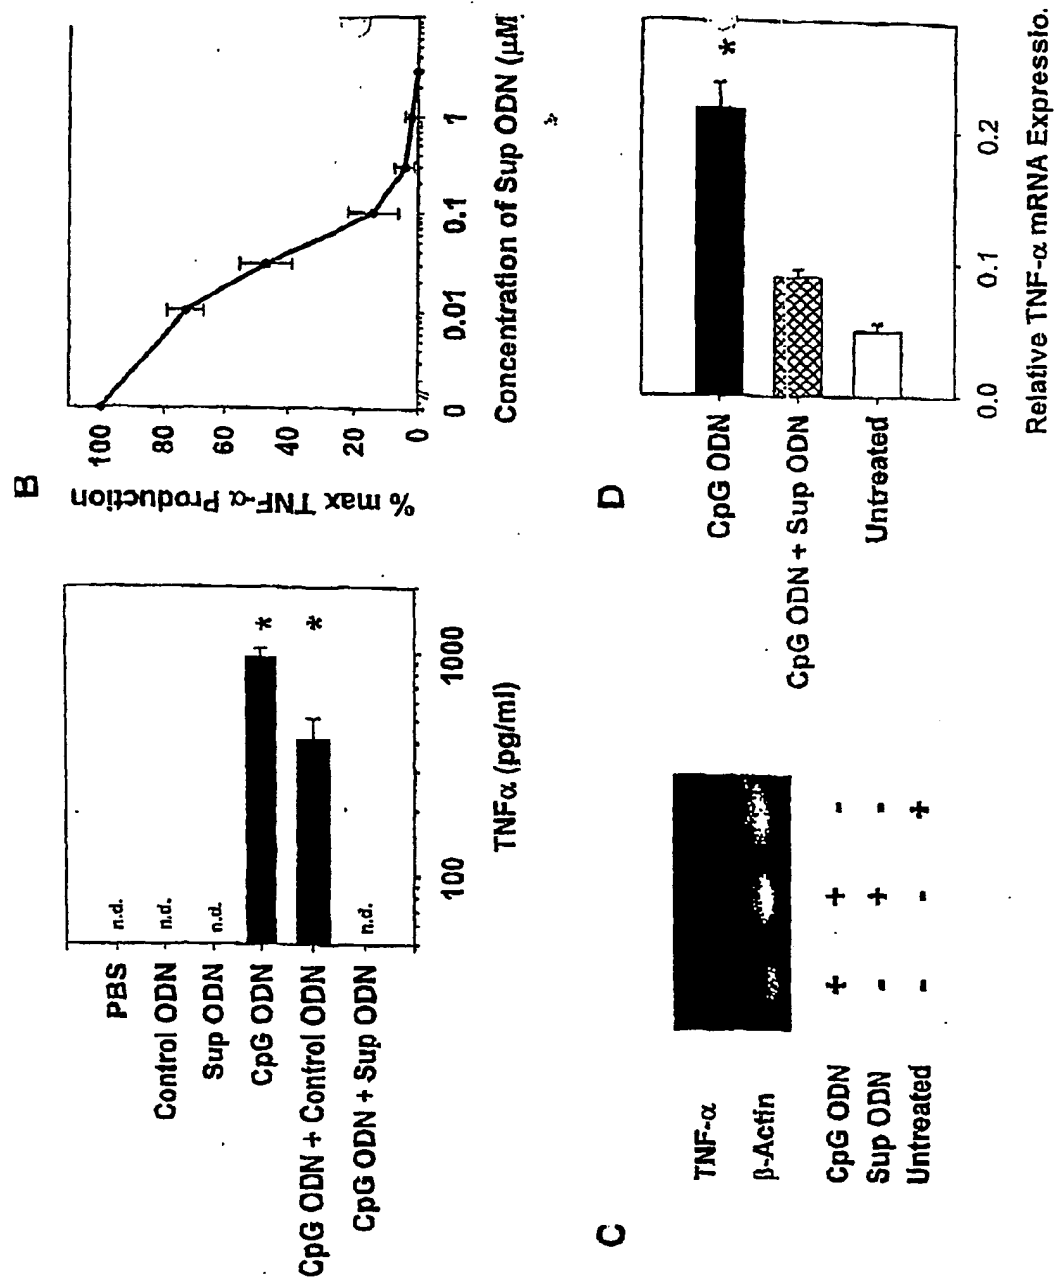 PBS n.d.
Control ODN n.d.
Sup ODN n.d.
CpG ODN *
CpG ODN + Control ODN *
CpG ODN + Sup ODN n.d.
100 1000
TNFα (pg/ml)
B
% max TNF-α Production
100
80
60
40
20
0
0 0.01 0.1 1
Concentration of Sup ODN (μM
C
TNF-α
β-Actin
CpG ODN + + -
Sup ODN - + -
Untreated - - +
D
CpG ODN *
CpG ODN + Sup ODN
Untreated
0.0 0.1 0.2
Relative TNF-α mRNA Expressio.